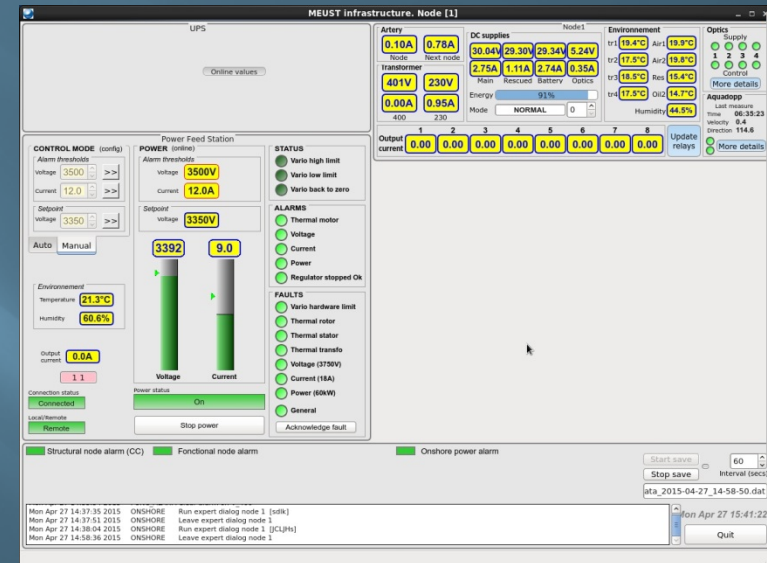 MEUST infrastructure. Node [1]
UPS
Online values
Power Feed Station
CONTROL MODE (config)
Alarm thresholds
Voltage 3500 >>
Current 12.0 >>
Setpoint
Voltage 3350 >>
Auto Manual
Environnement
Temperature 21.3°C
Humidity 60.6%
Output current 0.0A
1 1
Connection status
Connected
Local/Remote
Remote
POWER (online)
Alarm thresholds
Voltage 3500V
Current 12.0A
Setpoint
Voltage 3350V
3392 9.0
Voltage Current
Power status
On
Stop power
STATUS
Vario high limit
Vario low limit
Vario back to zero
ALARMS
Thermal motor
Voltage
Current
Power
Regulator stopped Ok
FAULTS
Vario hardware limit
Thermal rotor
Thermal stator
Thermal transfo
Voltage (3750V)
Current (18A)
Power (60kW)
General
Acknowledge fault
Node1
Artery
0.10A 0.78A
Node Next node
Transformer
401V 230V
0.00A 0.95A
400 230
DC supplies
30.04V 29.30V 29.34V 5.24V
2.75A 1.11A 2.74A 0.35A
Main Rescued Battery Optics
Energy 91%
Mode NORMAL 0
Environnement
tr1 19.4°C Air1 19.9°C
tr2 17.5°C Air2 19.8°C
tr3 18.5°C Res 15.4°C
tr4 17.5°C Oil2 14.7°C
Humidity 44.5%
Optics
Supply
1 2 3 4
Control
More details
Aquadopp
Last measure
Time 06:35:23
Velocity 0.4
Direction 114.6
More details
1 2 3 4 5 6 7 8
Output current 0.00 0.00 0.00 0.00 0.00 0.00 0.00 0.00
Update relays
Structural node alarm (CC) Fonctional node alarm Onshore power alarm
Start save 60
Stop save Interval (secs)
ata_2015-04-27_14-58-50.dat
Mon Apr 27 14:37:35 2015 ONSHORE Run expert dialog node 1 [sdlk]
Mon Apr 27 14:37:51 2015 ONSHORE Leave expert dialog node 1
Mon Apr 27 14:38:04 2015 ONSHORE Run expert dialog node 1 [JCLJHs]
Mon Apr 27 14:58:36 2015 ONSHORE Leave expert dialog node 1
Mon Apr 27 15:41:22
Quit